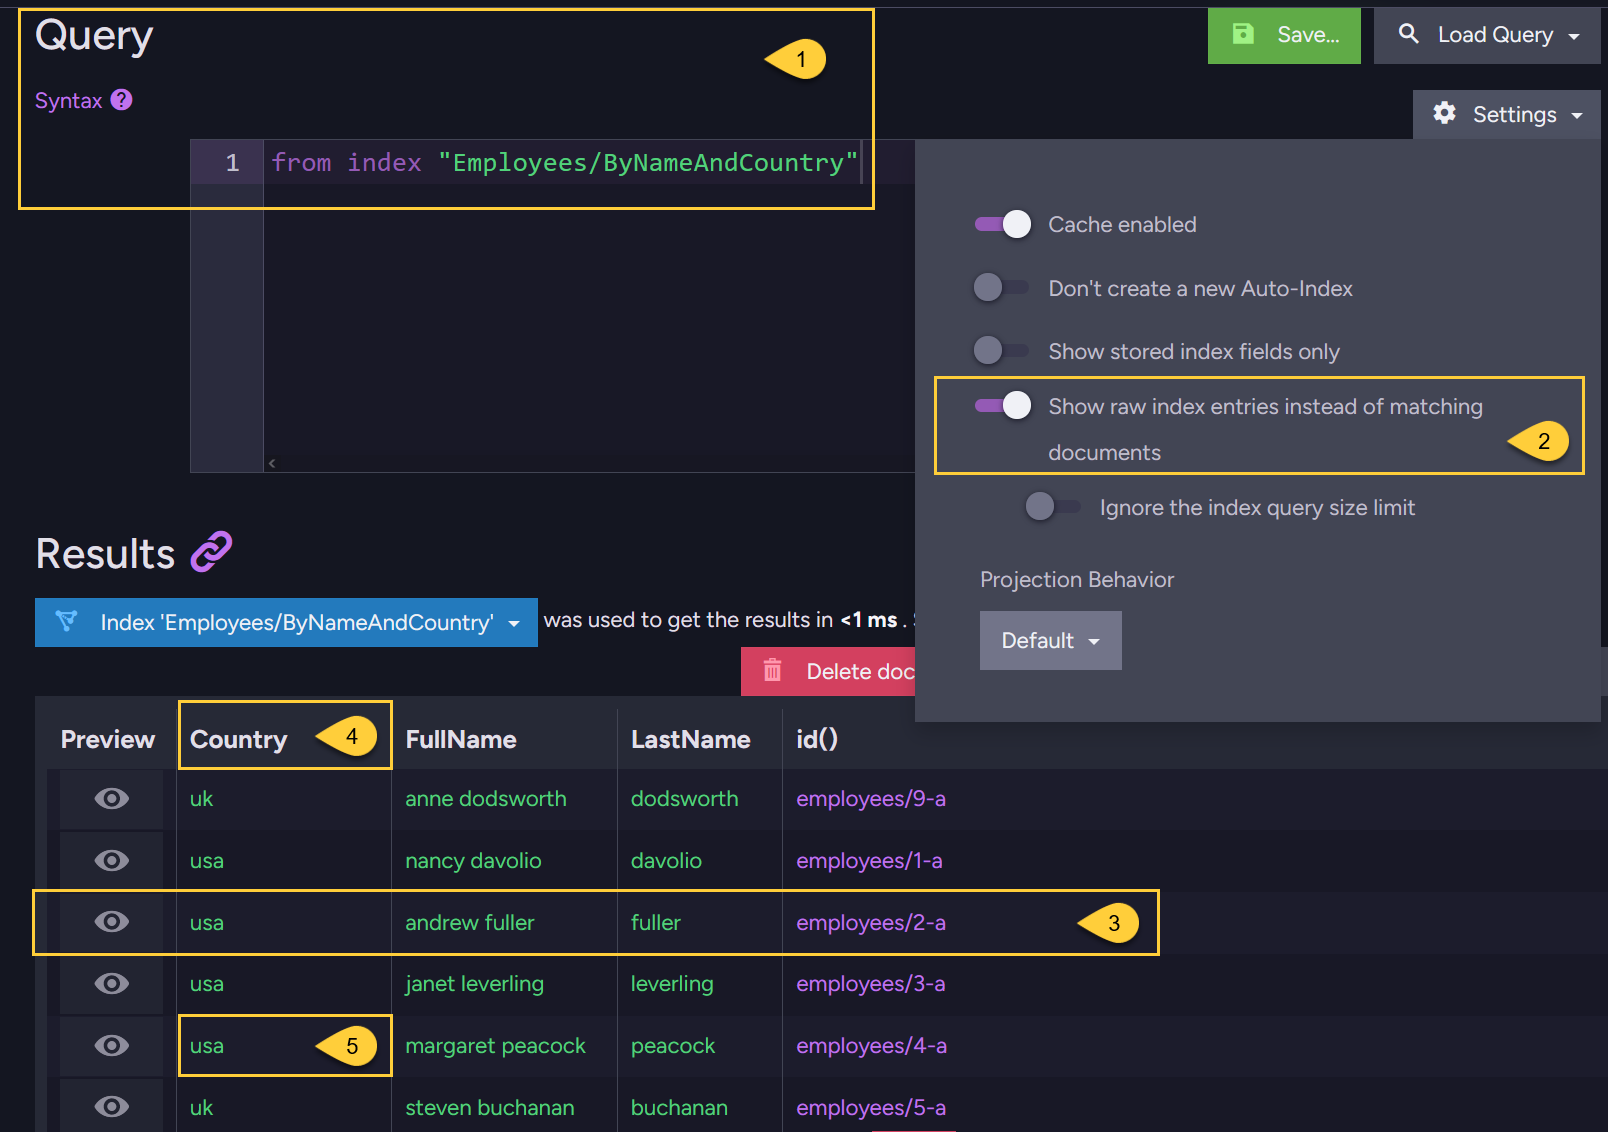 Query
1
Save...
Load Query
Syntax ?
Settings
1 from index "Employees/ByNameAndCountry"
Cache enabled
Don't create a new Auto-Index
Show stored index fields only
Show raw index entries instead of matching
documents
2
Ignore the index query size limit
Results
Projection Behavior
Default
Index 'Employees/ByNameAndCountry' was used to get the results in <1 ms .
Delete doc
Preview Country 4 FullName LastName id()
uk anne dodsworth dodsworth employees/9-a
usa nancy davolio davolio employees/1-a
usa andrew fuller fuller employees/2-a 3
usa janet leverling leverling employees/3-a
usa 5 margaret peacock peacock employees/4-a
uk steven buchanan buchanan employees/5-a